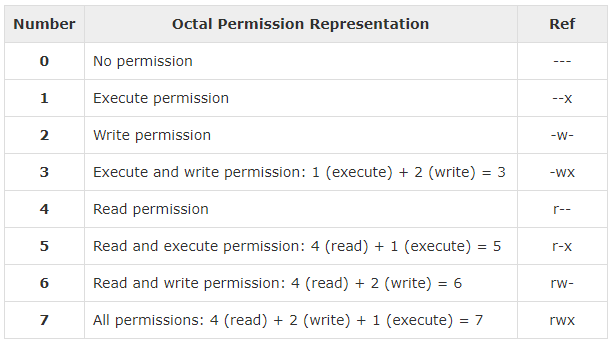 Number Octal Permission Representation Ref
0 No permission ---
1 Execute permission --x
2 Write permission -w-
3 Execute and write permission: 1 (execute) + 2 (write) = 3 -wx
4 Read permission r--
5 Read and execute permission: 4 (read) + 1 (execute) = 5 r-x
6 Read and write permission: 4 (read) + 2 (write) = 6 rw-
7 All permissions: 4 (read) + 2 (write) + 1 (execute) = 7 rwx